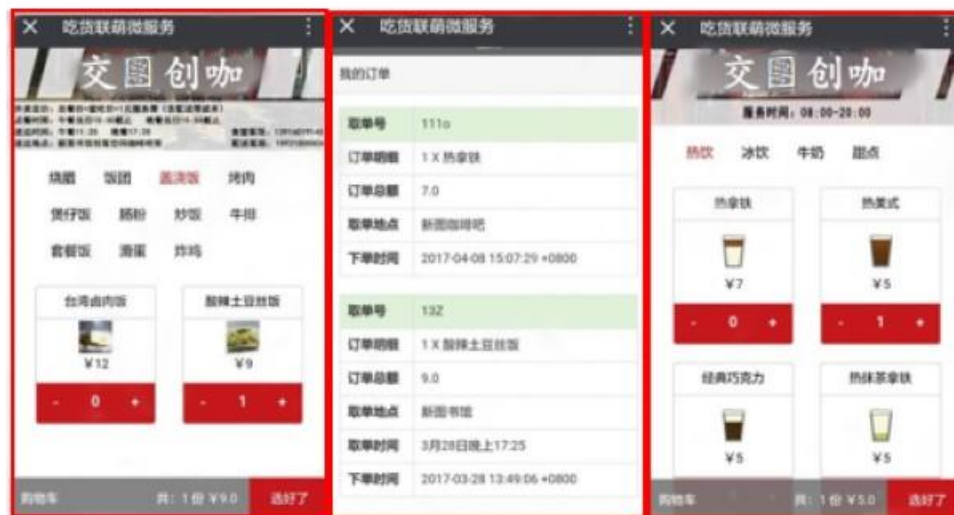 吃货联萌微服务
交圕创咖
烧腊 饭团 盖浇饭 烤肉
煲仔饭 肠粉 炒饭 牛排
套餐饭 滑蛋 炸鸡
台湾卤肉饭 酸辣土豆丝饭
¥12 ¥9
- 0 + - 1 +
购物车 共: 1 份 ¥9.0 选好了
吃货联萌微服务
我的订单
取单号 111o
订单明细 1 X 热拿铁
订单总额 7.0
取单地点 新图咖啡吧
下单时间 2017-04-08 15:07:29 +0800
取单号 13Z
订单明细 1 X 酸辣土豆丝饭
订单总额 9.0
取单地点 新图书馆
取单时间 3月28日晚上17:25
下单时间 2017-03-28 13:49:06 +0800
吃货联萌微服务
交圕创咖
服务时间: 08:00-20:00
热饮 冰饮 牛奶 甜点
热拿铁 热美式
¥7 ¥5
- 0 + - 1 +
经典巧克力 热抹茶拿铁
¥5 ¥5
购物车 共: 1 份 ¥5.0 选好了